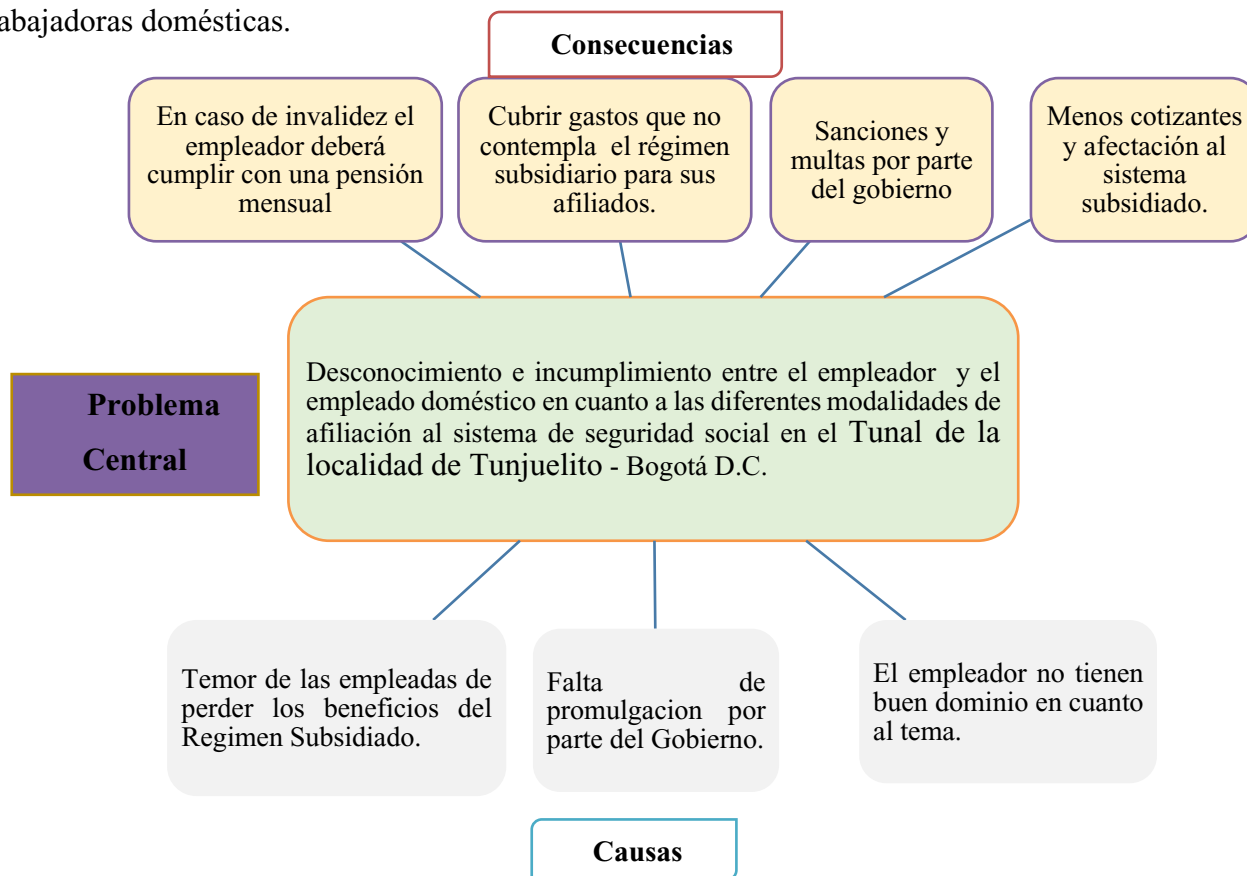 abajadoras domésticas.
Consecuencias
En caso de invalidez el
empleador deberá
cumplir con una pensión
mensual
Cubrir gastos que no
contempla el régimen
subsidiario para sus
afiliados.
Sanciones y
multas por parte
del gobierno
Menos cotizantes
y afectación al
sistema
subsidiado.
Problema
Central
Desconocimiento e incumplimiento entre el empleador y el
empleado doméstico en cuanto a las diferentes modalidades de
afiliación al sistema de seguridad social en el Tunal de la
localidad de Tunjuelito - Bogotá D.C.
Temor de las empleadas de
perder los beneficios del
Regimen Subsidiado.
Falta de
promulgacion por
parte del Gobierno.
El empleador no tienen
buen dominio en cuanto
al tema.
Causas